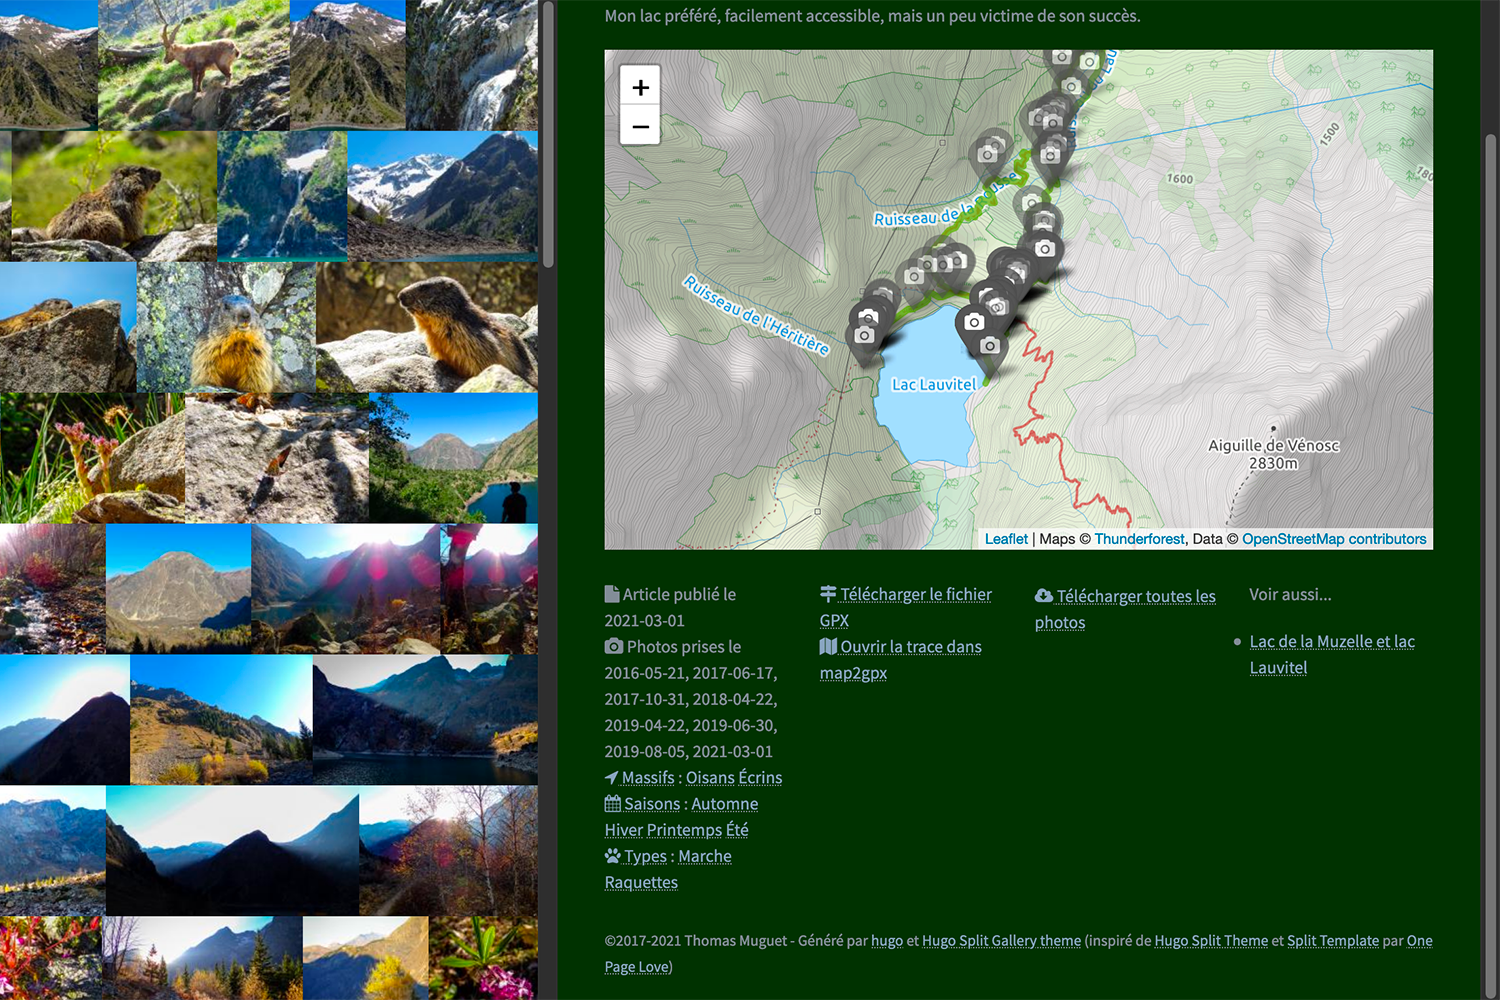 Mon lac préféré, facilement accessible, mais un peu victime de son succès.
+
−
1500
1600
180
Ruisseau de la Rousse
Ruisseau de l'Héritière
Lac Lauvitel
Aiguille de Vénosc
2830m
Leaflet | Maps © Thunderforest, Data © OpenStreetMap contributors
Article publié le
2021-03-01
Photos prises le
2016-05-21, 2017-06-17,
2017-10-31, 2018-04-22,
2019-04-22, 2019-06-30,
2019-08-05, 2021-03-01
Massifs : Oisans Écrins
Saisons : Automne
Hiver Printemps Été
Types : Marche
Raquettes
Télécharger le fichier
GPX
Ouvrir la trace dans
map2gpx
Télécharger toutes les
photos
Voir aussi...
Lac de la Muzelle et lac
Lauvitel
©2017-2021 Thomas Muguet - Généré par hugo et Hugo Split Gallery theme (inspiré de Hugo Split Theme et Split Template par One
Page Love)